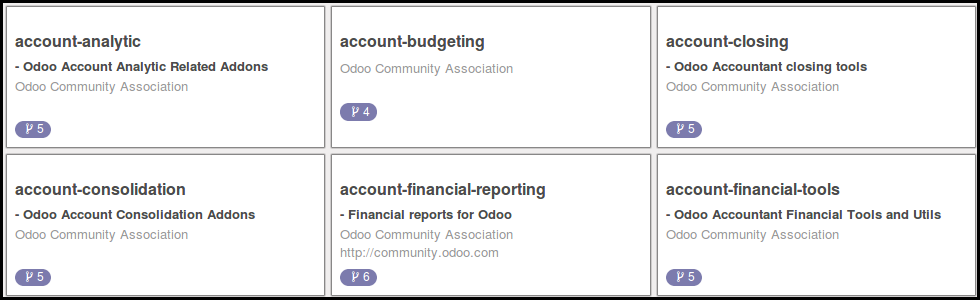 account-analytic
- Odoo Account Analytic Related Addons
Odoo Community Association
5
account-budgeting
Odoo Community Association
4
account-closing
- Odoo Accountant closing tools
Odoo Community Association
5
account-consolidation
- Odoo Account Consolidation Addons
Odoo Community Association
5
account-financial-reporting
- Financial reports for Odoo
Odoo Community Association
http://community.odoo.com
6
account-financial-tools
- Odoo Accountant Financial Tools and Utils
Odoo Community Association
5